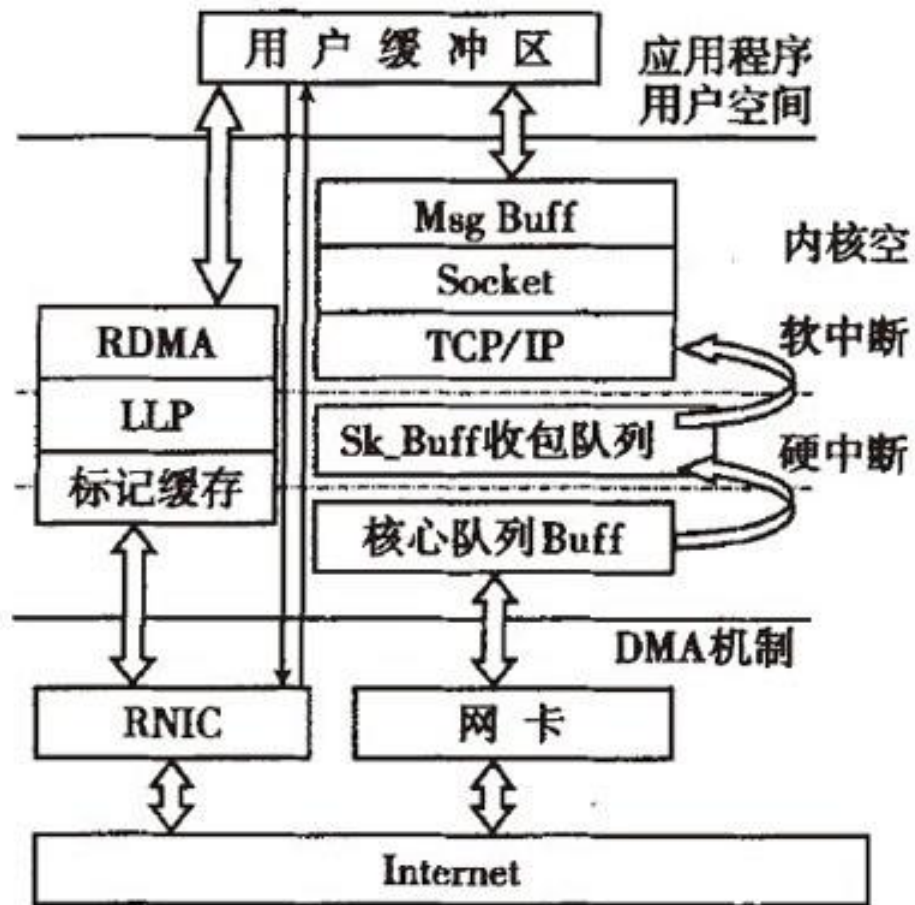 用户缓冲区
应用程序
用户空间
Msg Buff
内核空
Socket
RDMA
TCP/IP
软中断
LLP
Sk_Buff收包队列
硬中断
标记缓存
核心队列Buff
DMA机制
RNIC
网卡
Internet